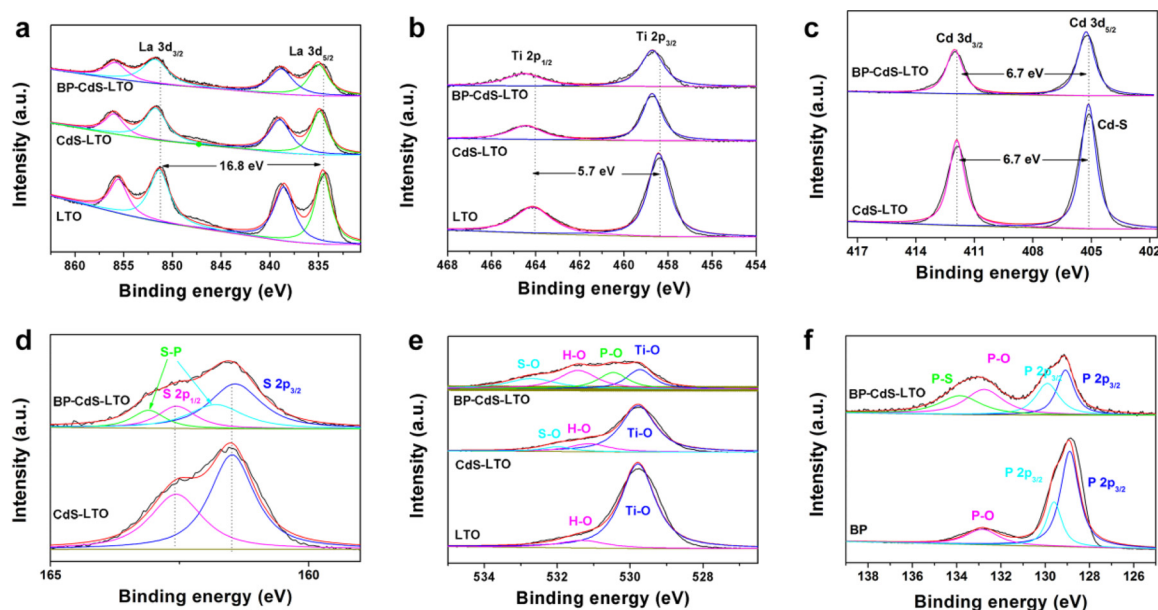 a
La 3d3/2
La 3d5/2
BP-CdS-LTO
CdS-LTO
16.8 eV
LTO
Intensity (a.u.)
860 855 850 845 840 835
Binding energy (eV)
b
Ti 2p3/2
Ti 2p1/2
BP-CdS-LTO
CdS-LTO
5.7 eV
LTO
Intensity (a.u.)
468 466 464 462 460 458 456 454
Binding energy (eV)
c
Cd 3d5/2
Cd 3d3/2
BP-CdS-LTO
6.7 eV
Cd-S
6.7 eV
CdS-LTO
Intensity (a.u.)
417 414 411 408 405 402
Binding energy (eV)
d
S-P
S 2p3/2
S 2p1/2
BP-CdS-LTO
CdS-LTO
Intensity (a.u.)
165 160
Binding energy (eV)
e
S-O H-O P-O Ti-O
BP-CdS-LTO
S-O H-O Ti-O
CdS-LTO
H-O Ti-O
LTO
Intensity (a.u.)
534 532 530 528
Binding energy (eV)
f
P-O
P-S P 2p3/2 P 2p3/2
BP-CdS-LTO
P 2p3/2 P 2p3/2
P-O
BP
Intensity (a.u.)
138 136 134 132 130 128 126
Binding energy (eV)